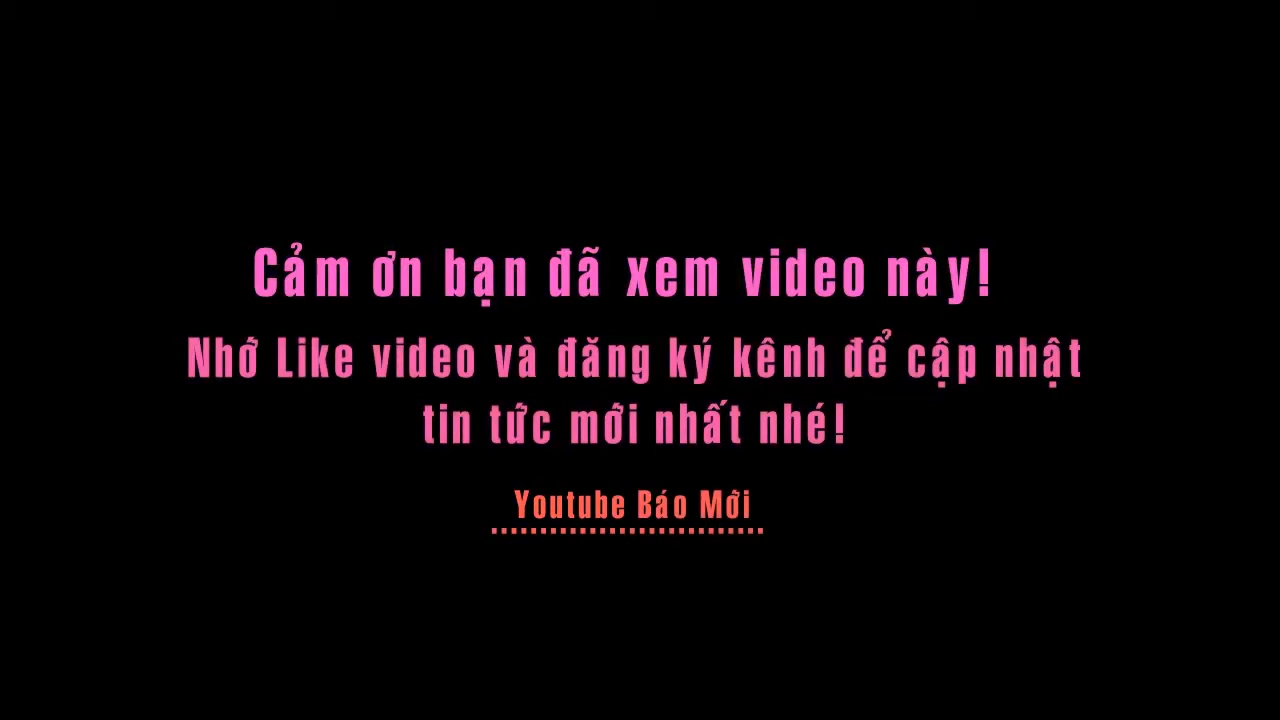 Cảm ơn bạn đã xem video này!
Nhớ Like video và đăng ký kênh để cập nhật
tin tức mới nhất nhé!
Youtube Báo Mới